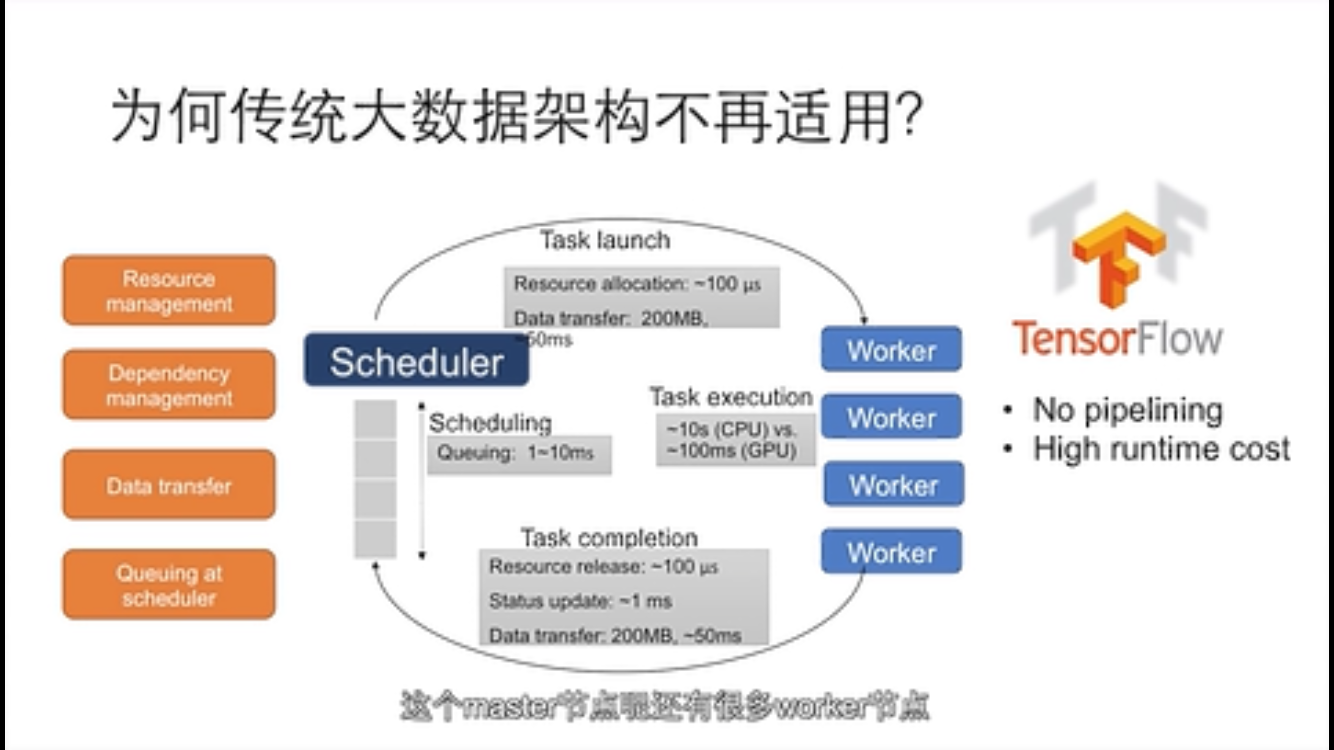 为何传统大数据架构不再适用?
Resource
management
Dependency
management
Data transfer
Queuing at
scheduler
Task launch
Resource allocation: ~100 µs
Data transfer: 200MB,
~50ms
Scheduler
Scheduling
Queuing: 1~10ms
Task execution
~10s (CPU) vs.
~100ms (GPU)
Worker
Worker
Worker
Worker
Task completion
Resource release: ~100 µs
Status update: ~1 ms
Data transfer: 200MB, ~50ms
TensorFlow
• No pipelining
• High runtime cost
这个master节点呢还有很多worker节点